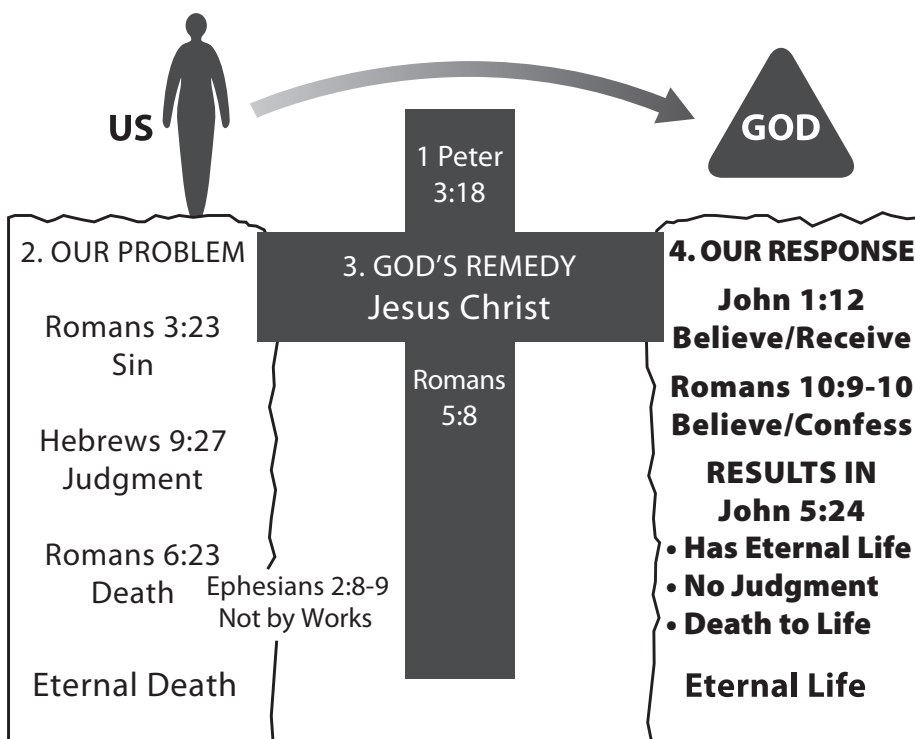 US
GOD
2. OUR PROBLEM
Romans 3:23
Sin
Hebrews 9:27
Judgment
Romans 6:23
Death
Eternal Death
Ephesians 2:8-9
Not by Works
1 Peter
3:18
3. GOD’S REMEDY
Jesus Christ
Romans
5:8
4. OUR RESPONSE
John 1:12
Believe/Receive
Romans 10:9-10
Believe/Confess
RESULTS IN
John 5:24
• Has Eternal Life
• No Judgment
• Death to Life
Eternal Life